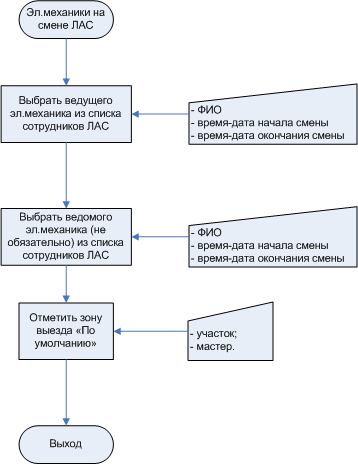 Эл.механики на
смене ЛАС
Выбрать ведущего
эл.механика из списка
сотрудников ЛАС
- ФИО
- время-дата начала смены
- время-дата окончания смены
Выбрать ведомого
эл.механика (не
обязательно) из списка
сотрудников ЛАС
- ФИО
- время-дата начала смены
- время-дата окончания смены
Отметить зону
выезда «По
умолчанию»
- участок;
- мастер.
Выход